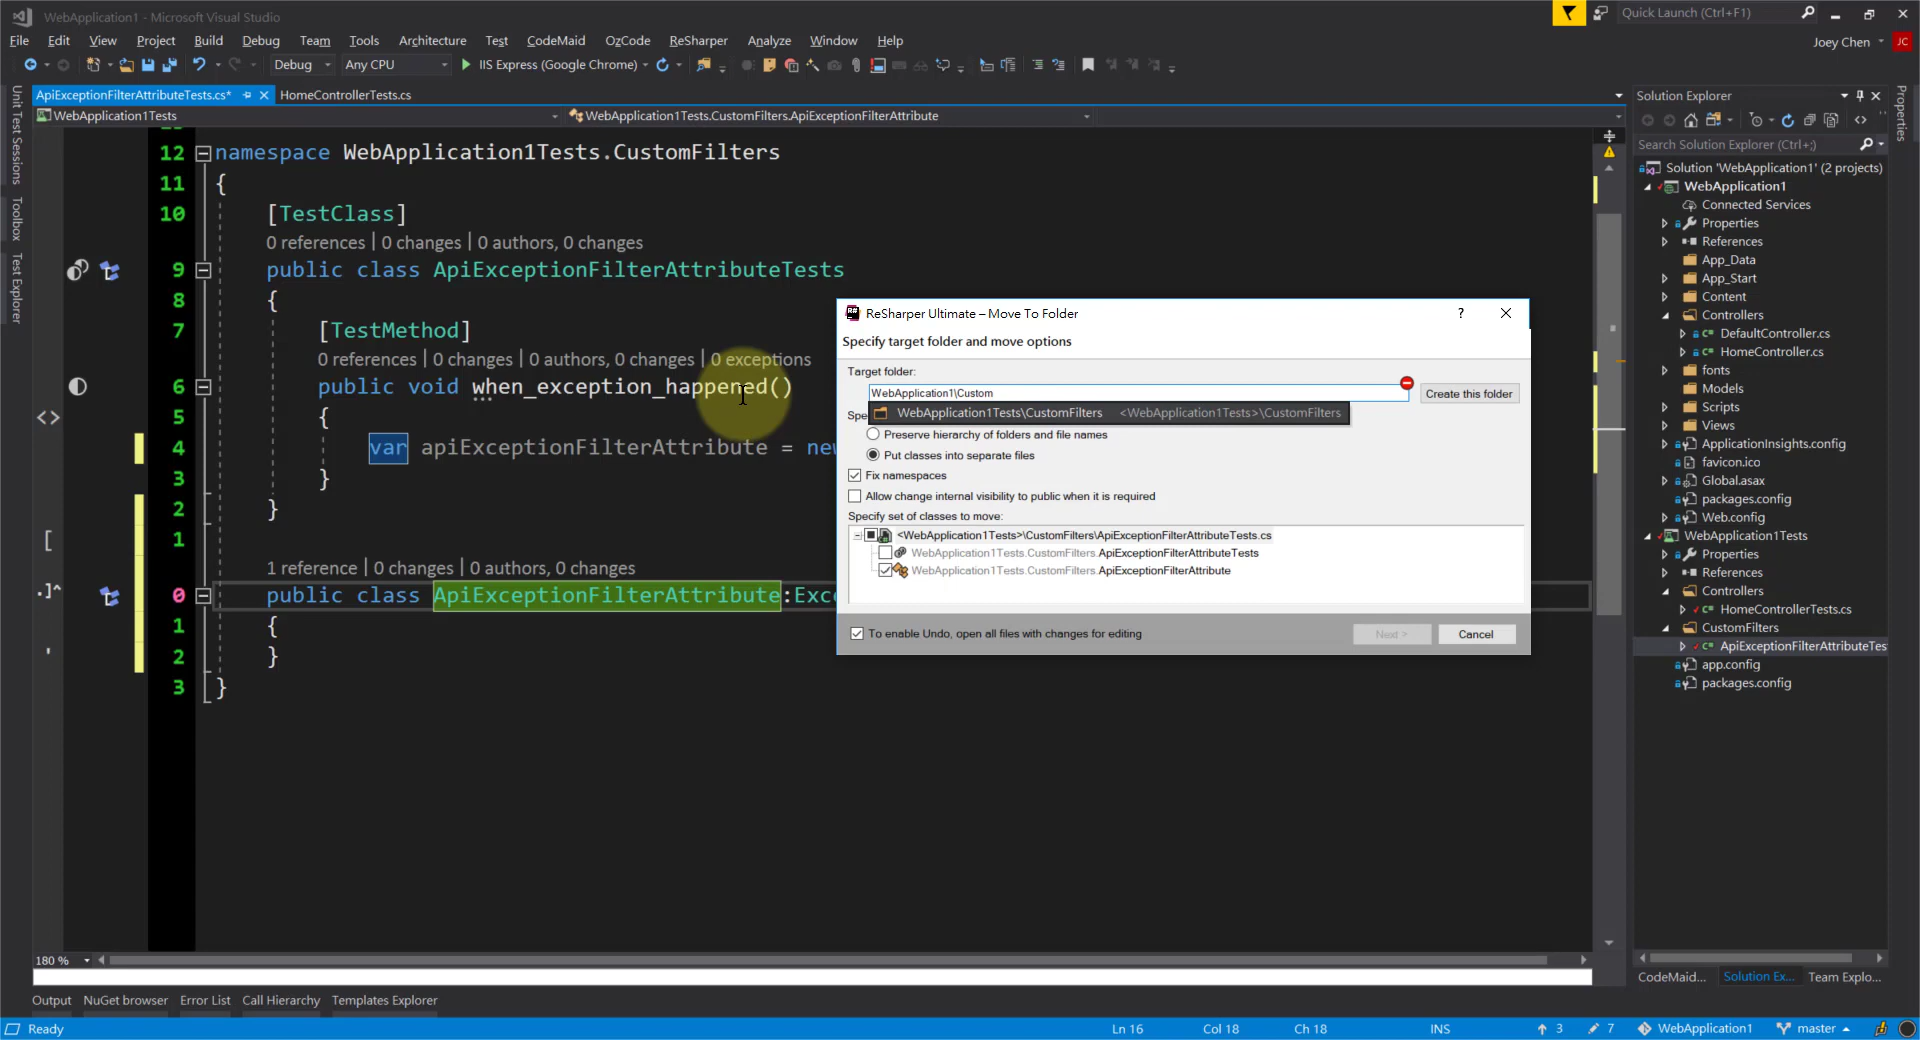 WebApplication1 - Microsoft Visual Studio
Quick Launch (Ctrl+F1)
File Edit View Project Build Debug Team Tools Architecture Test CodeMaid OzCode ReSharper Analyze Window Help
Joey Chen JC
Debug Any CPU IIS Express (Google Chrome)
ApiExceptionFilterAttributeTests.cs* HomeControllerTests.cs
WebApplication1Tests WebApplication1Tests.CustomFilters.ApiExceptionFilterAttribute
Unit Test Sessions
Toolbox
Test Explorer
12 namespace WebApplication1Tests.CustomFilters
11 {
10 [TestClass]
0 references | 0 changes | 0 authors, 0 changes
9 public class ApiExceptionFilterAttributeTests
8 {
7 [TestMethod]
0 references | 0 changes | 0 authors, 0 changes | 0 exceptions
6 public void when_exception_happened()
5 {
4 var apiExceptionFilterAttribute = new
3 }
2 }
1
1 reference | 0 changes | 0 authors, 0 changes
0 public class ApiExceptionFilterAttribute:Exc
1 {
2 }
3 }
ReSharper Ultimate – Move To Folder
?
Specify target folder and move options
Target folder:
WebApplication1\Custom
Create this folder
WebApplication1Tests\CustomFilters <WebApplication1Tests>\CustomFilters
Spe
Preserve hierarchy of folders and file names
Put classes into separate files
Fix namespaces
Allow change internal visibility to public when it is required
Specify set of classes to move:
<WebApplication1Tests>\CustomFilters\ApiExceptionFilterAttributeTests.cs
WebApplication1Tests.CustomFilters.ApiExceptionFilterAttributeTests
WebApplication1Tests.CustomFilters.ApiExceptionFilterAttribute
To enable Undo, open all files with changes for editing
Next >
Cancel
Solution Explorer
Search Solution Explorer (Ctrl+;)
Solution 'WebApplication1' (2 projects)
WebApplication1
Connected Services
Properties
References
App_Data
App_Start
Content
Controllers
DefaultController.cs
HomeController.cs
fonts
Models
Scripts
Views
ApplicationInsights.config
favicon.ico
Global.asax
packages.config
Web.config
WebApplication1Tests
Properties
References
Controllers
HomeControllerTests.cs
CustomFilters
ApiExceptionFilterAttributeTes
app.config
packages.config
Properties
180 %
CodeMaid... Solution Ex... Team Explo...
Output NuGet browser Error List Call Hierarchy Templates Explorer
Ready Ln 16 Col 18 Ch 18 INS 3 7 WebApplication1 master